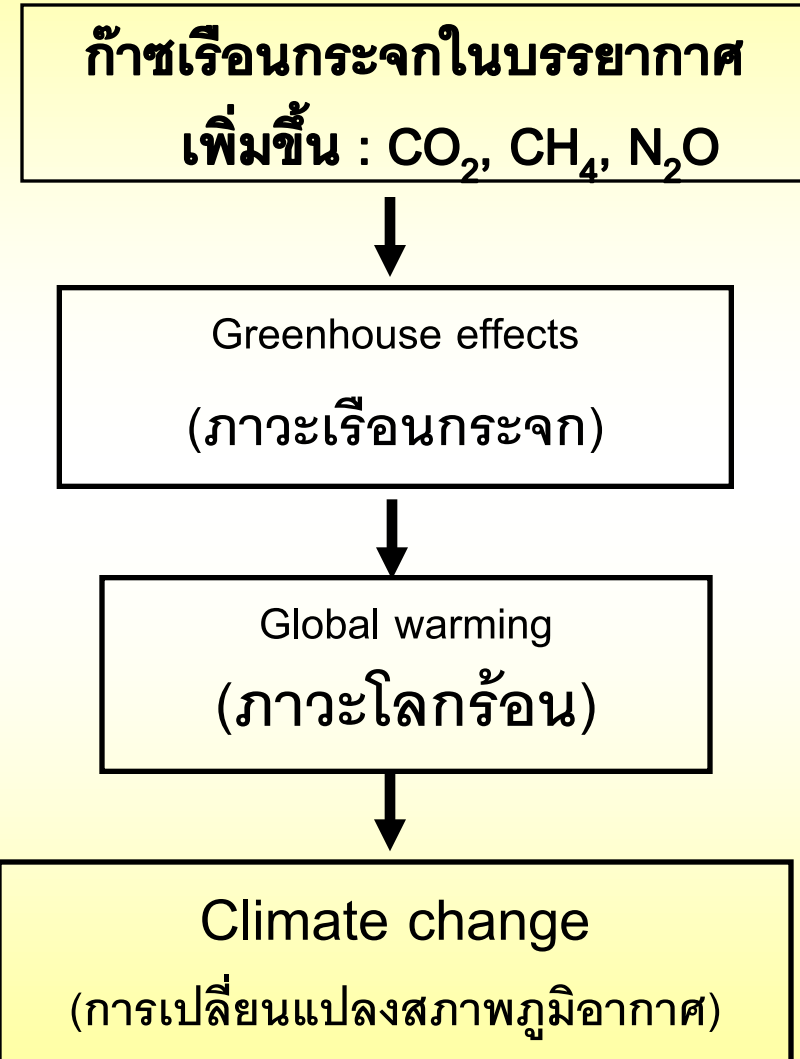 ก๊าซเรือนกระจกในบรรยากาศ
เพิ่มขึ้น : CO₂, CH₄, N₂O
Greenhouse effects
(ภาวะเรือนกระจก)
Global warming
(ภาวะโลกร้อน)
Climate change
(การเปลี่ยนแปลงสภาพภูมิอากาศ)